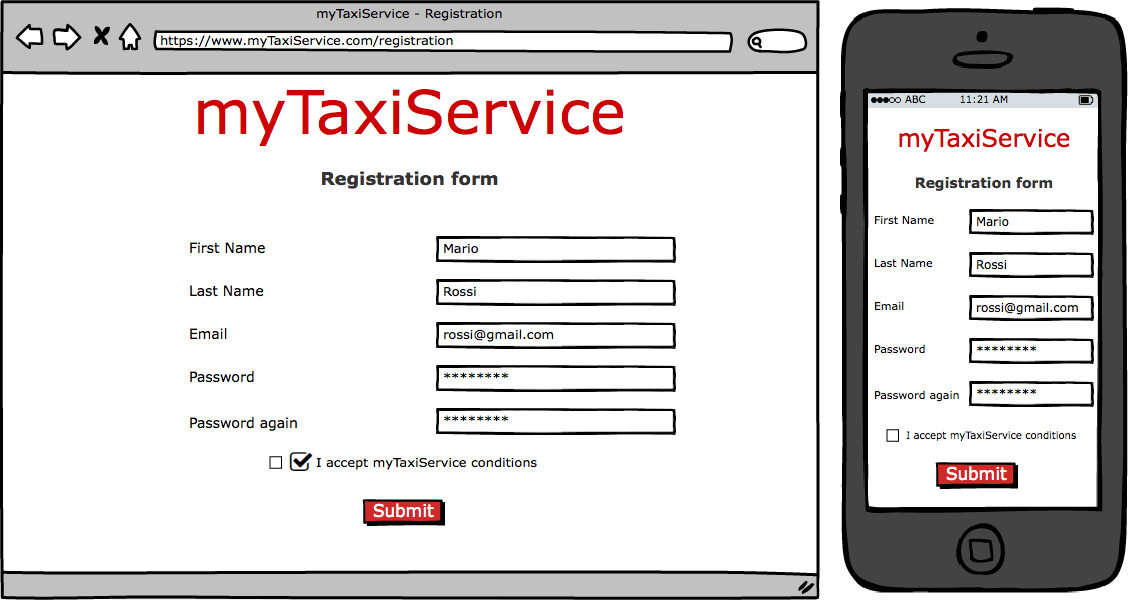 myTaxiService - Registration
https://www.myTaxiService.com/registration
myTaxiService
Registration form
First Name Mario
Last Name Rossi
Email rossi@gmail.com
Password ********
Password again ********
I accept myTaxiService conditions
Submit
ABC 11:21 AM
myTaxiService
Registration form
First Name Mario
Last Name Rossi
Email rossi@gmail.com
Password ********
Password again ********
I accept myTaxiService conditions
Submit